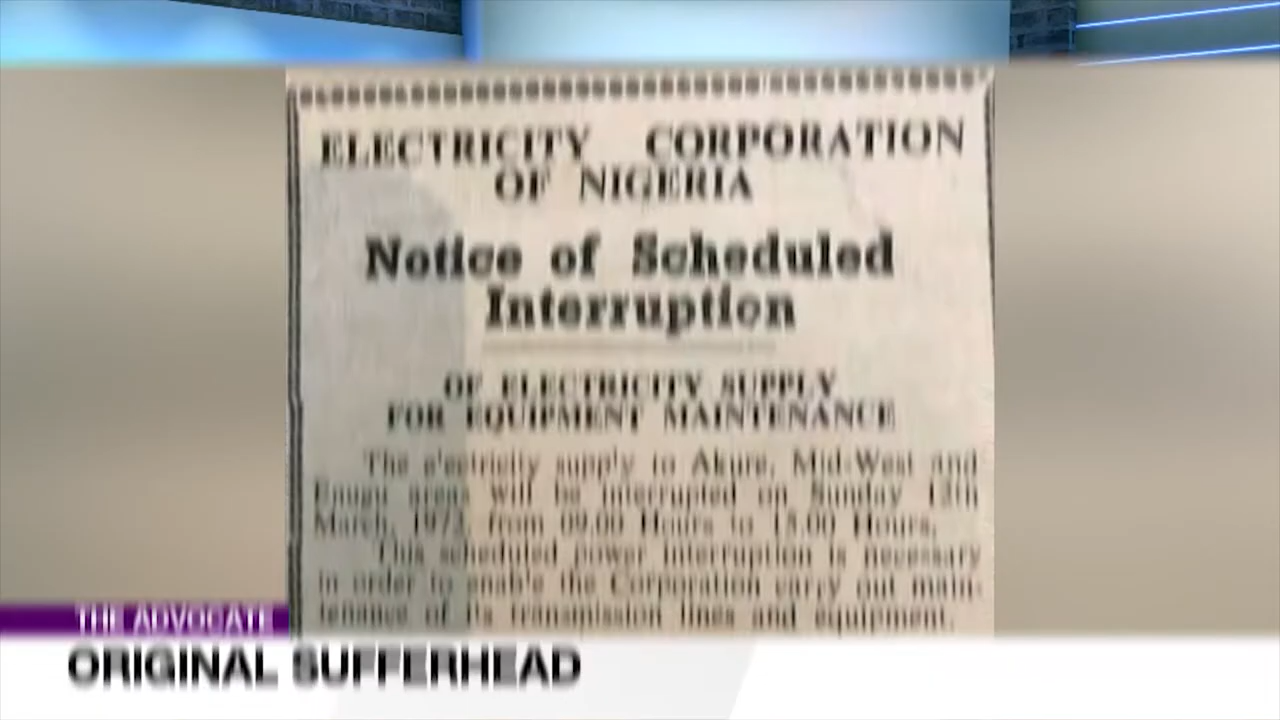 ELECTRICITY CORPORATION
OF NIGERIA
Notice of Scheduled
Interruption
OF ELECTRICITY SUPPLY
FOR EQUIPMENT MAINTENANCE
The electricity supply to Akure, Mid-West and
Enugu areas will be interrupted on Sunday 12th
March, from 09.00 Hours to Hours.
This scheduled power interruption is necessary
in order to enable the Corporation carry out main-
tenance of its transmission lines and equipment.
THE ADVOCATE
ORIGINAL SUFFERHEAD